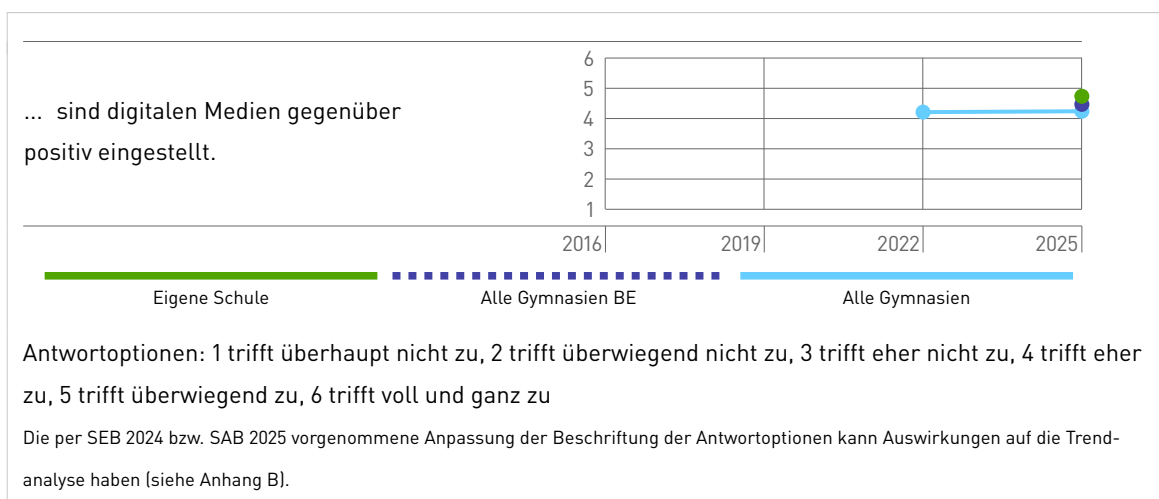 ... sind digitalen Medien gegenüber
positiv eingestellt.
6
5
4
3
2
1
2016 2019 2022 2025
Eigene Schule Alle Gymnasien BE Alle Gymnasien
Antwortoptionen: 1 trifft überhaupt nicht zu, 2 trifft überwiegend nicht zu, 3 trifft eher nicht zu, 4 trifft eher
zu, 5 trifft überwiegend zu, 6 trifft voll und ganz zu
Die per SEB 2024 bzw. SAB 2025 vorgenommene Anpassung der Beschriftung der Antwortoptionen kann Auswirkungen auf die Trend-
analyse haben (siehe Anhang B).